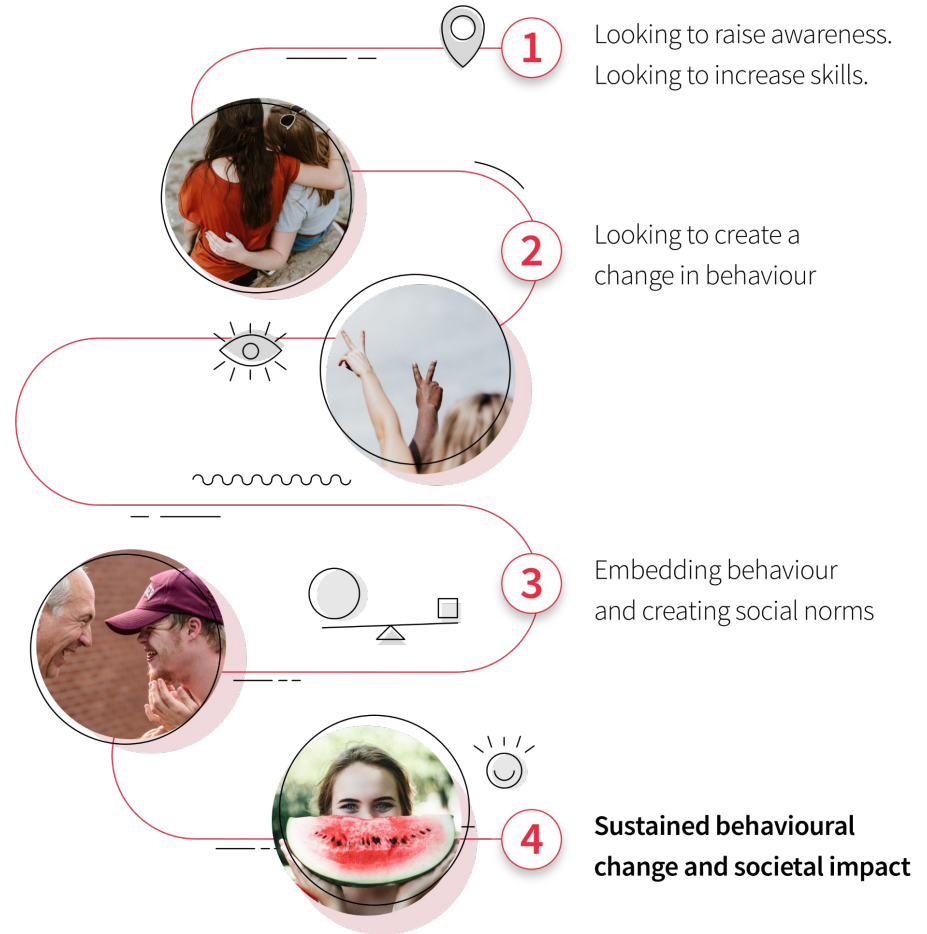 1
Looking to raise awareness.
Looking to increase skills.
2
Looking to create a
change in behaviour
3
Embedding behaviour
and creating social norms
4
Sustained behavioural
change and societal impact